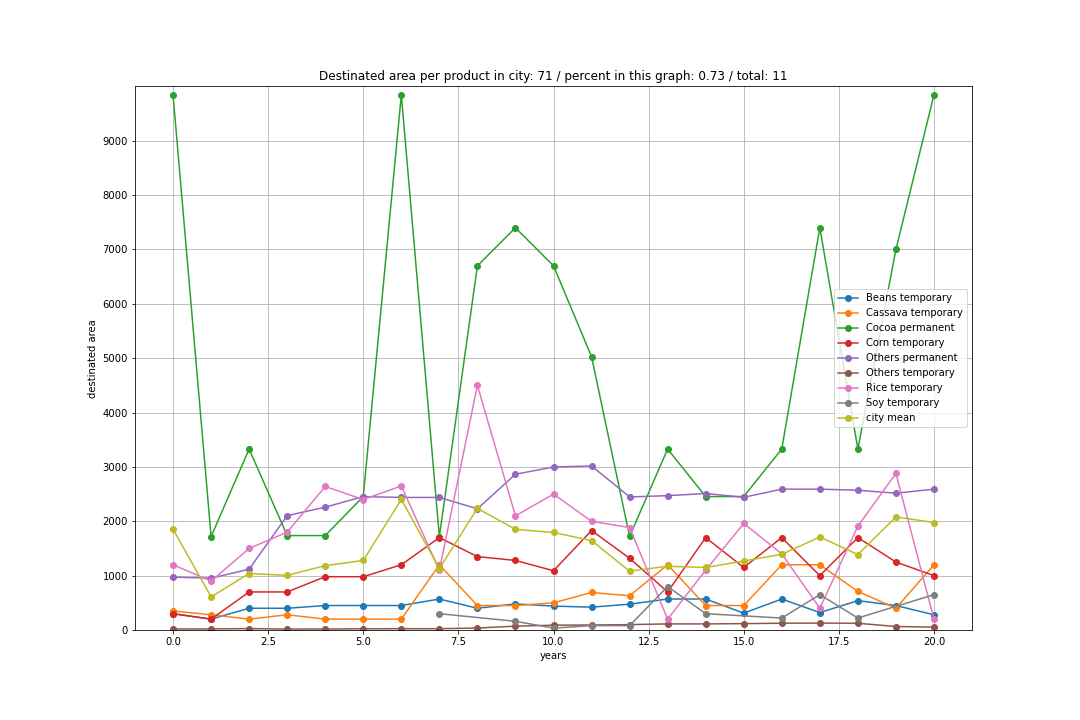 Destinated area per product in city: 71 / percent in this graph: 0.73 / total: 11
destinated area
9000
8000
7000
6000
5000
4000
3000
2000
1000
0
Beans temporary
Cassava temporary
Cocoa permanent
Corn temporary
Others permanent
Others temporary
Rice temporary
Soy temporary
city mean
0.0 2.5 5.0 7.5 10.0 12.5 15.0 17.5 20.0
years